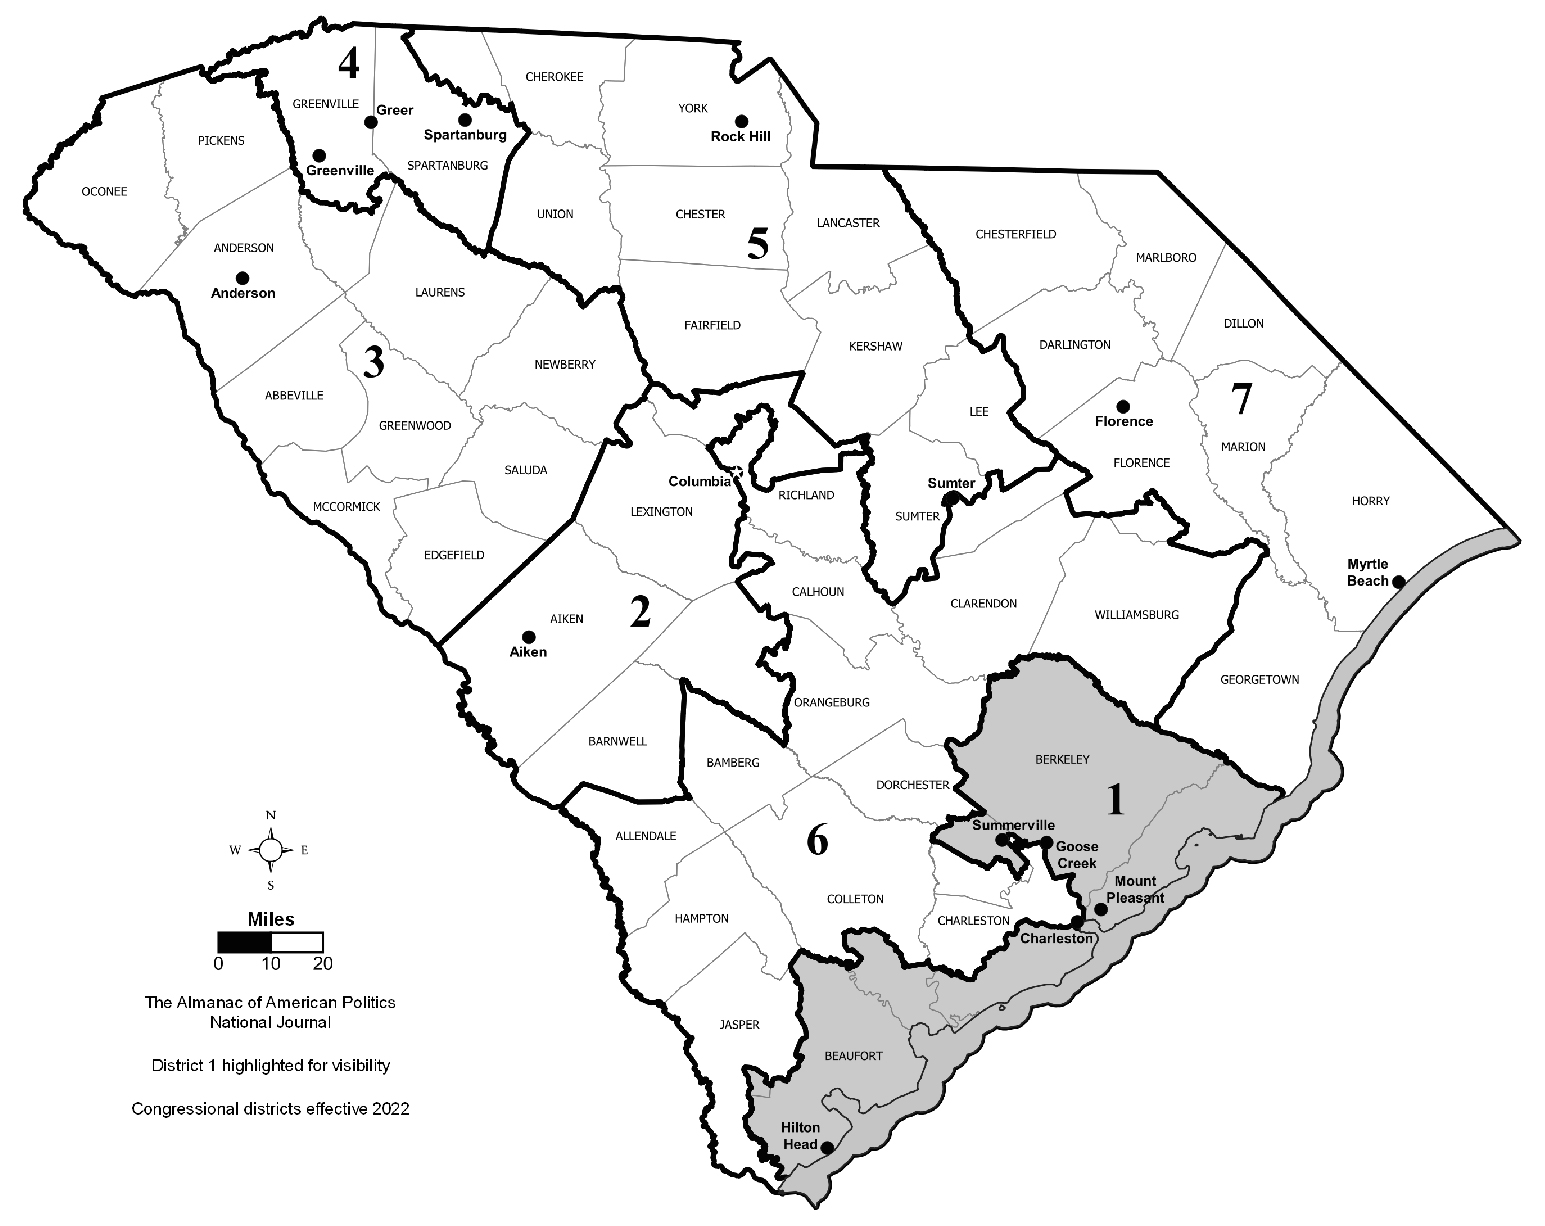 4
CHEROKEE
GREENVILLE
Greer
YORK
Spartanburg
Rock Hill
PICKENS
Greenville
SPARTANBURG
OCONEE
UNION
CHESTER
LANCASTER
CHESTERFIELD
ANDERSON
5
MARLBORO
Anderson
LAURENS
FAIRFIELD
DILLON
KERSHAW
DARLINGTON
3
NEWBERRY
ABBEVILLE
7
LEE
GREENWOOD
Florence
MARION
FLORENCE
SALUDA
Columbia
Sumter
RICHLAND
HORRY
MCCORMICK
LEXINGTON
SUMTER
EDGEFIELD
Myrtle
Beach
CALHOUN
CLARENDON
2
WILLIAMSBURG
AIKEN
Aiken
GEORGETOWN
ORANGEBURG
BARNWELL
BERKELEY
BAMBERG
DORCHESTER
1
N
W E
S
Summerville
ALLENDALE
6
Goose
Creek
Mount
Pleasant
COLLETON
HAMPTON
CHARLESTON
Charleston
Miles
0 10 20
The Almanac of American Politics
National Journal
JASPER
BEAUFORT
District 1 highlighted for visibility
Congressional districts effective 2022
Hilton
Head